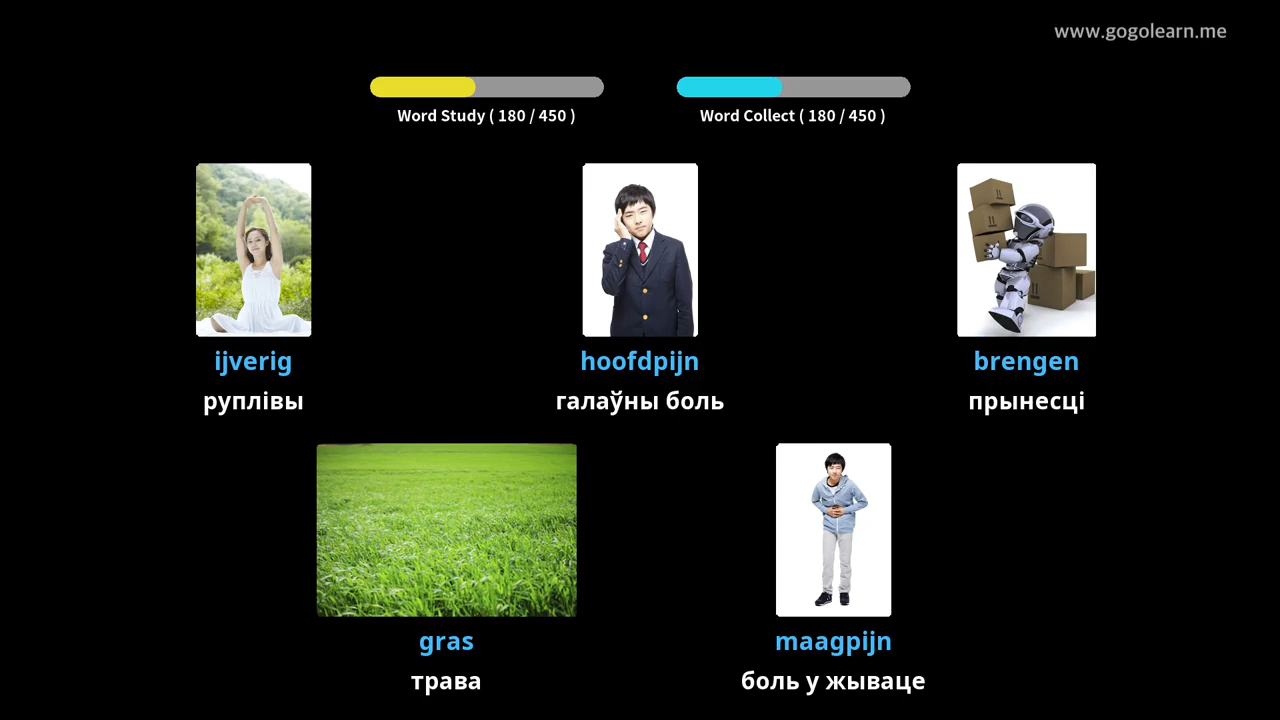 www.gogolearn.me
Word Study ( 180 / 450 )
Word Collect ( 180 / 450 )
ijverig
руплівы
hoofdpijn
галаўны боль
brengen
прынесці
gras
трава
maagpijn
боль у жываце